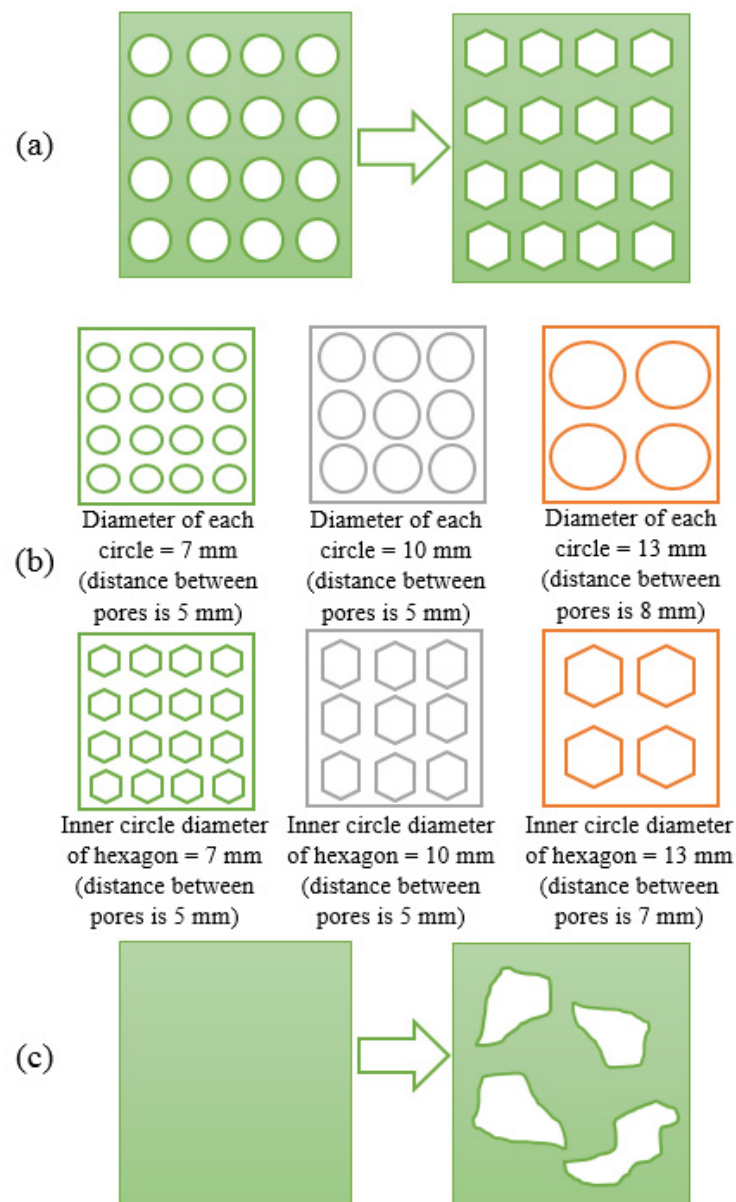 (a)
Diameter of each
circle = 7 mm
(distance between
pores is 5 mm)
Diameter of each
circle = 10 mm
(distance between
pores is 5 mm)
Diameter of each
circle = 13 mm
(distance between
pores is 8 mm)
(b)
Inner circle diameter
of hexagon = 7 mm
(distance between
pores is 5 mm)
Inner circle diameter
of hexagon = 10 mm
(distance between
pores is 5 mm)
Inner circle diameter
of hexagon = 13 mm
(distance between
pores is 7 mm)
(c)